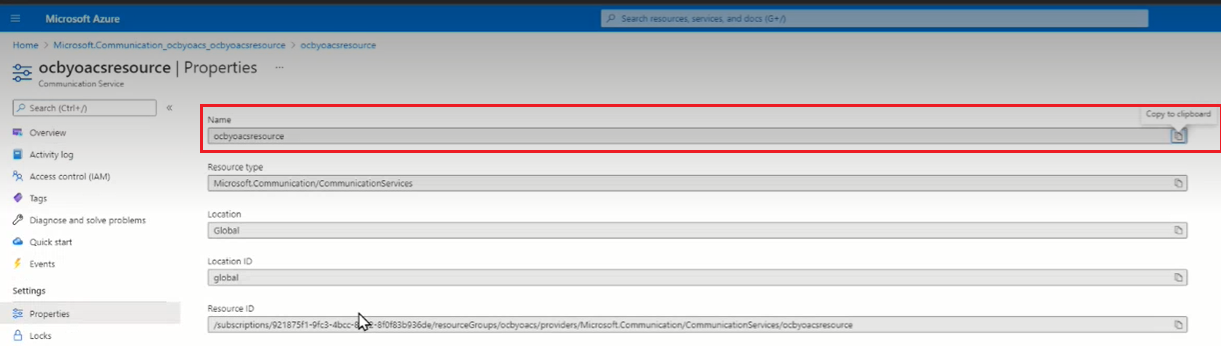 Microsoft Azure
Search resources, services, and docs (G+/)
Home > Microsoft.Communication_ocbyoacs_ocbyoacsresource > ocbyoacsresource
ocbyoacsresource | Properties ...
Communication Service
Search (Ctrl+/)
«
Overview
Activity log
Access control (IAM)
Tags
Diagnose and solve problems
Quick start
Events
Settings
Properties
Locks
Name
Copy to clipboard
ocbyoacsresource
Resource type
Microsoft.Communication/CommunicationServices
Location
Global
Location ID
global
Resource ID
/subscriptions/921875f1-9fc3-4bcc-8 -8f0f83b936de/resourceGroups/ocbyoacs/providers/Microsoft.Communication/CommunicationServices/ocbyoacsresource